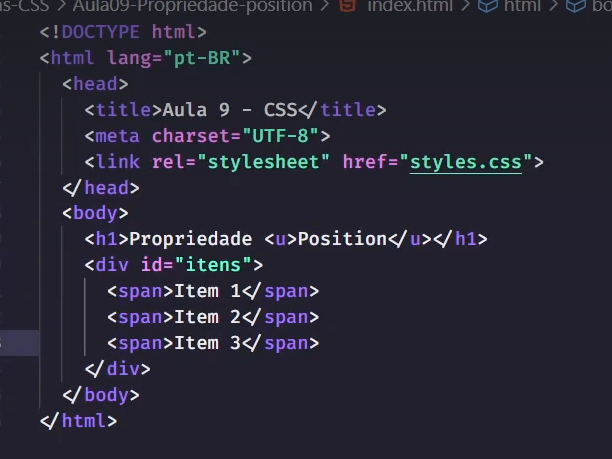 s-CSS > Aula09-Propriedade-position > index.html > html > bo
<!DOCTYPE html>
<html lang="pt-BR">
<head>
<title>Aula 9 - CSS</title>
<meta charset="UTF-8">
<link rel="stylesheet" href="styles.css">
</head>
<body>
<h1>Propriedade <u>Position</u></h1>
<div id="itens">
<span>Item 1</span>
<span>Item 2</span>
<span>Item 3</span>
</div>
</body>
</html>